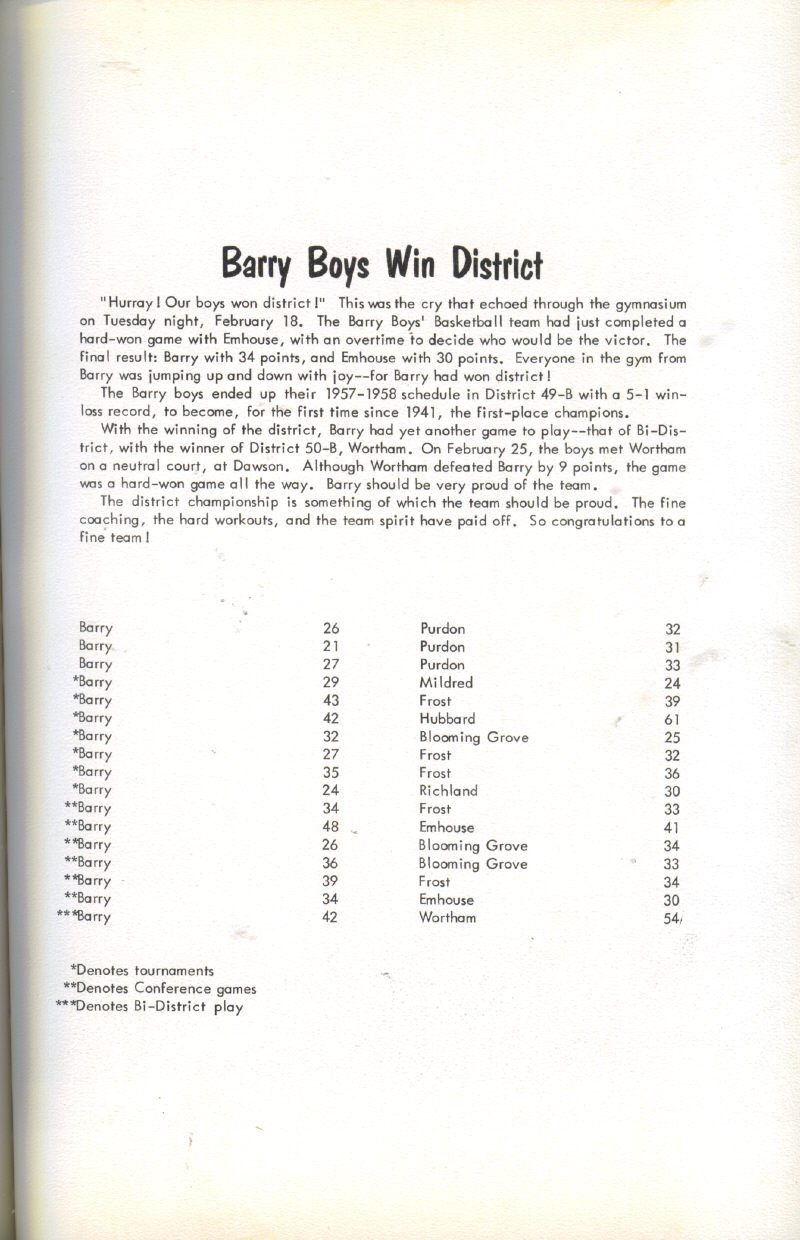 Barry Boys Win District
"Hurray! Our boys won district!" This was the cry that echoed through the gymnasium
on Tuesday night, February 18. The Barry Boys' Basketball team had just completed a
hard-won game with Emhouse, with an overtime to decide who would be the victor. The
final result: Barry with 34 points, and Emhouse with 30 points. Everyone in the gym from
Barry was jumping up and down with joy--for Barry had won district!
The Barry boys ended up their 1957-1958 schedule in District 49-B with a 5-1 win-
loss record, to become, for the first time since 1941, the first-place champions.
With the winning of the district, Barry had yet another game to play--that of Bi-Dis-
trict, with the winner of District 50-B, Wortham. On February 25, the boys met Wortham
on a neutral court, at Dawson. Although Wortham defeated Barry by 9 points, the game
was a hard-won game all the way. Barry should be very proud of the team.
The district championship is something of which the team should be proud. The fine
coaching, the hard workouts, and the team spirit have paid off. So congratulations to a
fine team!
Barry 26 Purdon 32
Barry 21 Purdon 31
Barry 27 Purdon 33
*Barry 29 Mildred 24
*Barry 43 Frost 39
*Barry 42 Hubbard 61
*Barry 32 Blooming Grove 25
*Barry 27 Frost 32
*Barry 35 Frost 36
*Barry 24 Richland 30
**Barry 34 Frost 33
**Barry 48 Emhouse 41
**Barry 26 Blooming Grove 34
**Barry 36 Blooming Grove 33
**Barry 39 Frost 34
**Barry 34 Emhouse 30
***Barry 42 Wortham 54
*Denotes tournaments
**Denotes Conference games
***Denotes Bi-District play